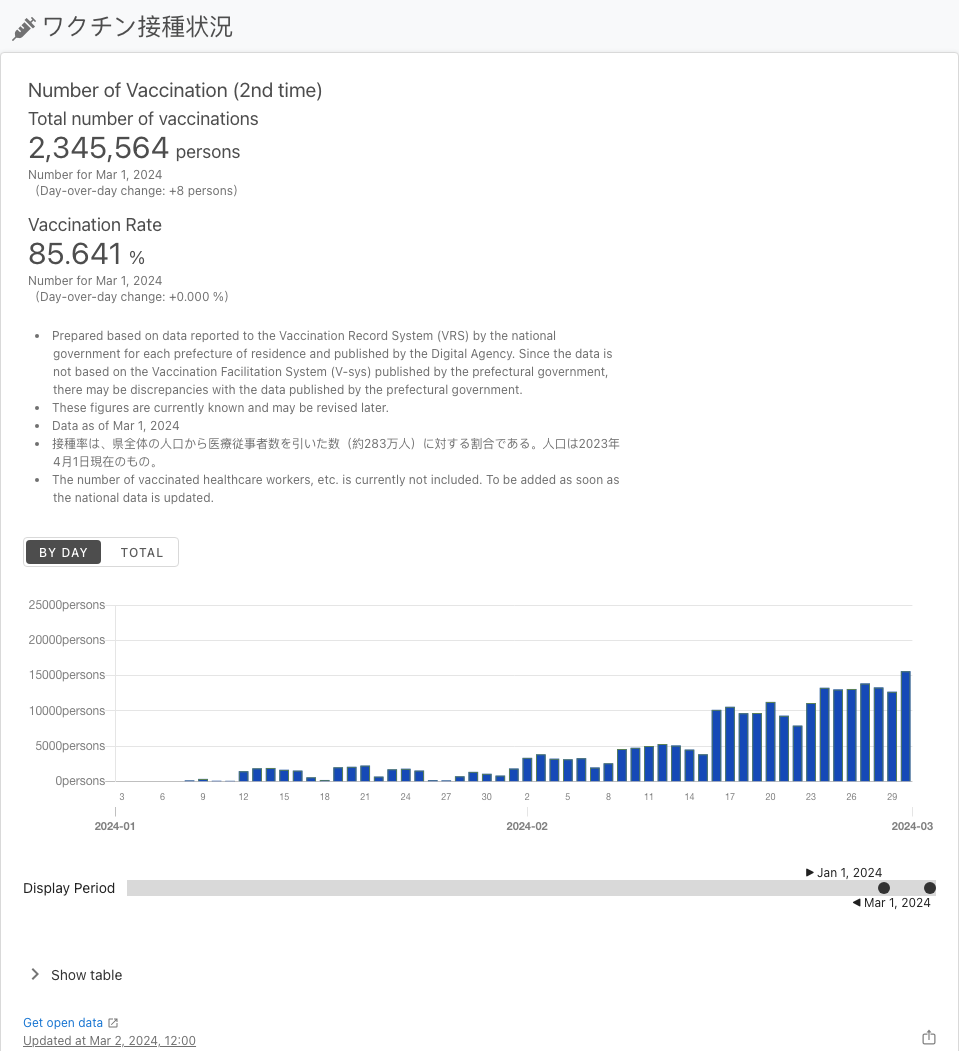 ワクチン接種状況
Number of Vaccination (2nd time)
Total number of vaccinations
2,345,564 persons
Number for Mar 1, 2024
(Day-over-day change: +8 persons)
Vaccination Rate
85.641 %
Number for Mar 1, 2024
(Day-over-day change: +0.000 %)
• Prepared based on data reported to the Vaccination Record System (VRS) by the national
government for each prefecture of residence and published by the Digital Agency. Since the data is
not based on the Vaccination Facilitation System (V-sys) published by the prefectural government,
there may be discrepancies with the data published by the prefectural government.
• These figures are currently known and may be revised later.
• Data as of Mar 1, 2024
• 接種率は、県全体の人口から医療従事者数を引いた数（約283万人）に対する割合である。人口は2023年
4月1日現在のもの。
• The number of vaccinated healthcare workers, etc. is currently not included. To be added as soon as
the national data is updated.
BY DAY TOTAL
25000persons
20000persons
15000persons
10000persons
5000persons
0persons
3 6 9 12 15 18 21 24 27 30 2 5 8 11 14 17 20 23 26 29
2024-01 2024-02 2024-03
Jan 1, 2024
Display Period
Mar 1, 2024
Show table
Get open data
Updated at Mar 2, 2024, 12:00